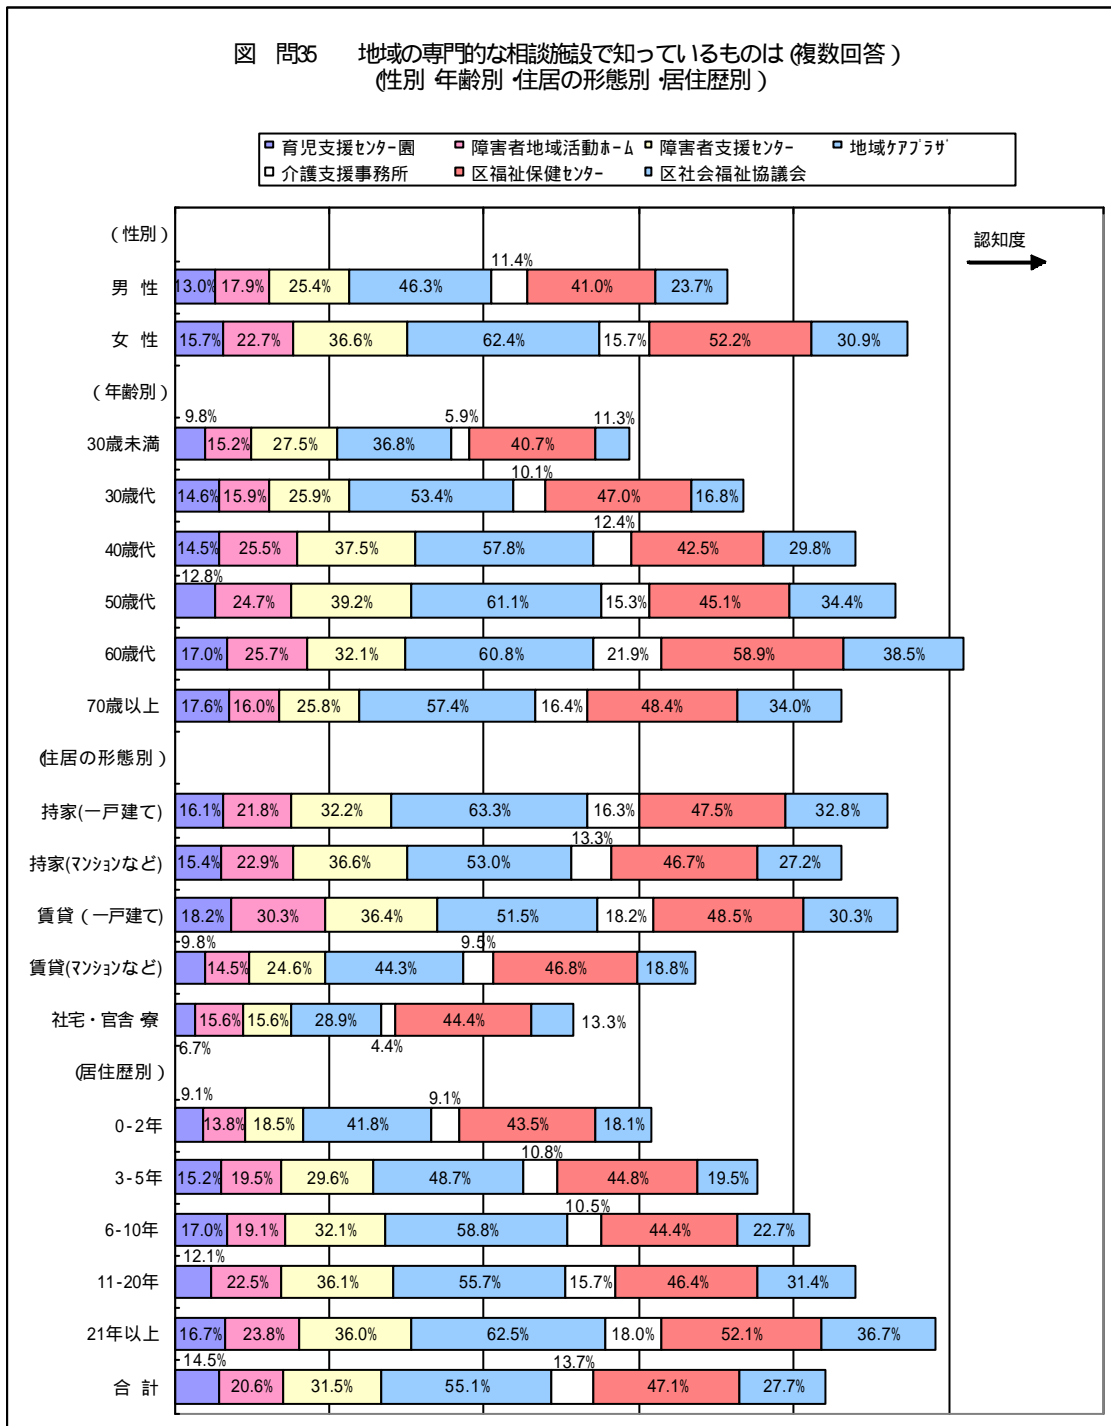 図 問35 地域の専門的な相談施設で知っているものは(複数回答)
(性別・年齢別・住居の形態別・居住歴別)
育児支援ｾﾝﾀｰ園 障害者地域活動ﾎｰﾑ 障害者支援ｾﾝﾀｰ 地域ｹｱﾌﾟﾗｻﾞ
介護支援事務所 区福祉保健ｾﾝﾀｰ 区社会福祉協議会
(性別)
認知度
11.4%
男 性 13.0% 17.9% 25.4% 46.3% 41.0% 23.7%
女 性 15.7% 22.7% 36.6% 62.4% 15.7% 52.2% 30.9%
(年齢別)
9.8% 5.9% 11.3%
30歳未満 15.2% 27.5% 36.8% 40.7%
10.1%
30歳代 14.6% 15.9% 25.9% 53.4% 47.0% 16.8%
12.4%
40歳代 14.5% 25.5% 37.5% 57.8% 42.5% 29.8%
12.8%
50歳代 24.7% 39.2% 61.1% 15.3% 45.1% 34.4%
60歳代 17.0% 25.7% 32.1% 60.8% 21.9% 58.9% 38.5%
70歳以上 17.6% 16.0% 25.8% 57.4% 16.4% 48.4% 34.0%
(住居の形態別)
持家(一戸建て) 16.1% 21.8% 32.2% 63.3% 16.3% 47.5% 32.8%
13.3%
持家(ﾏﾝｼｮﾝなど) 15.4% 22.9% 36.6% 53.0% 46.7% 27.2%
賃貸(一戸建て) 18.2% 30.3% 36.4% 51.5% 18.2% 48.5% 30.3%
9.8% 9.5%
賃貸(ﾏﾝｼｮﾝなど) 14.5% 24.6% 44.3% 46.8% 18.8%
社宅・官舎・寮 15.6% 15.6% 28.9% 44.4% 13.3%
6.7% 4.4%
(居住歴別)
9.1% 9.1%
0-2年 13.8% 18.5% 41.8% 43.5% 18.1%
10.8%
3-5年 15.2% 19.5% 29.6% 48.7% 44.8% 19.5%
10.5%
6-10年 17.0% 19.1% 32.1% 58.8% 44.4% 22.7%
12.1%
11-20年 22.5% 36.1% 55.7% 15.7% 46.4% 31.4%
21年以上 16.7% 23.8% 36.0% 62.5% 18.0% 52.1% 36.7%
14.5% 13.7%
合 計 20.6% 31.5% 55.1% 47.1% 27.7%